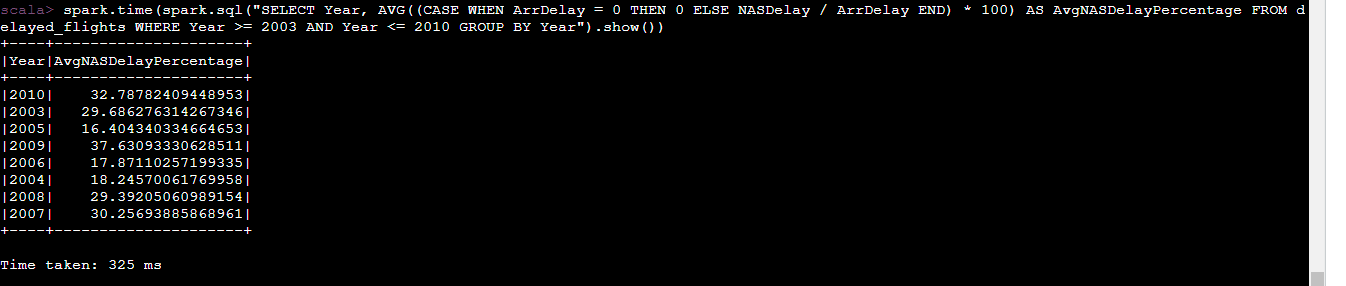 scala> spark.time(spark.sql("SELECT Year, AVG((CASE WHEN ArrDelay = 0 THEN 0 ELSE NASDelay / ArrDelay END) * 100) AS AvgNASDelayPercentage FROM d
elayed_flights WHERE Year >= 2003 AND Year <= 2010 GROUP BY Year").show())
+----+---------------------+
|Year|AvgNASDelayPercentage|
+----+---------------------+
|2010|    32.78782409448953|
|2003|   29.686276314267346|
|2005|   16.404340334664653|
|2009|    37.63093330628511|
|2006|    17.87110257199335|
|2004|    18.24570061769958|
|2008|    29.39205060989154|
|2007|    30.25693885868961|
+----+---------------------+
Time taken: 325 ms